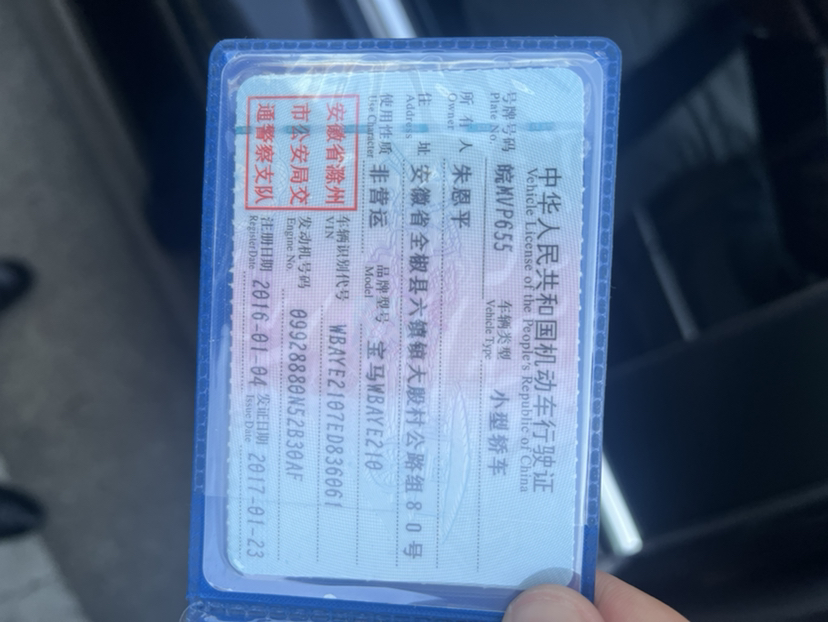 中华人民共和国机动车行驶证
Vehicle License of the People's Republic of China
号牌号码 皖MVP655 车辆类型 小型轿车
Plate No. Vehicle Type
所有人 朱恩平
Owner
住址 安徽省全椒县六镇镇大殷村公路组80号
Address
使用性质 非营运 品牌型号 宝马WBAYE210
Use Character Model
安徽省滁州
市公安局交
通警察支队
车辆识别代号 WBAYE2107ED836061
VIN
发动机号码 09928880N52B30AF
Engine No.
注册日期 2016-01-04 发证日期 2017-01-23
Register Date Issue Date